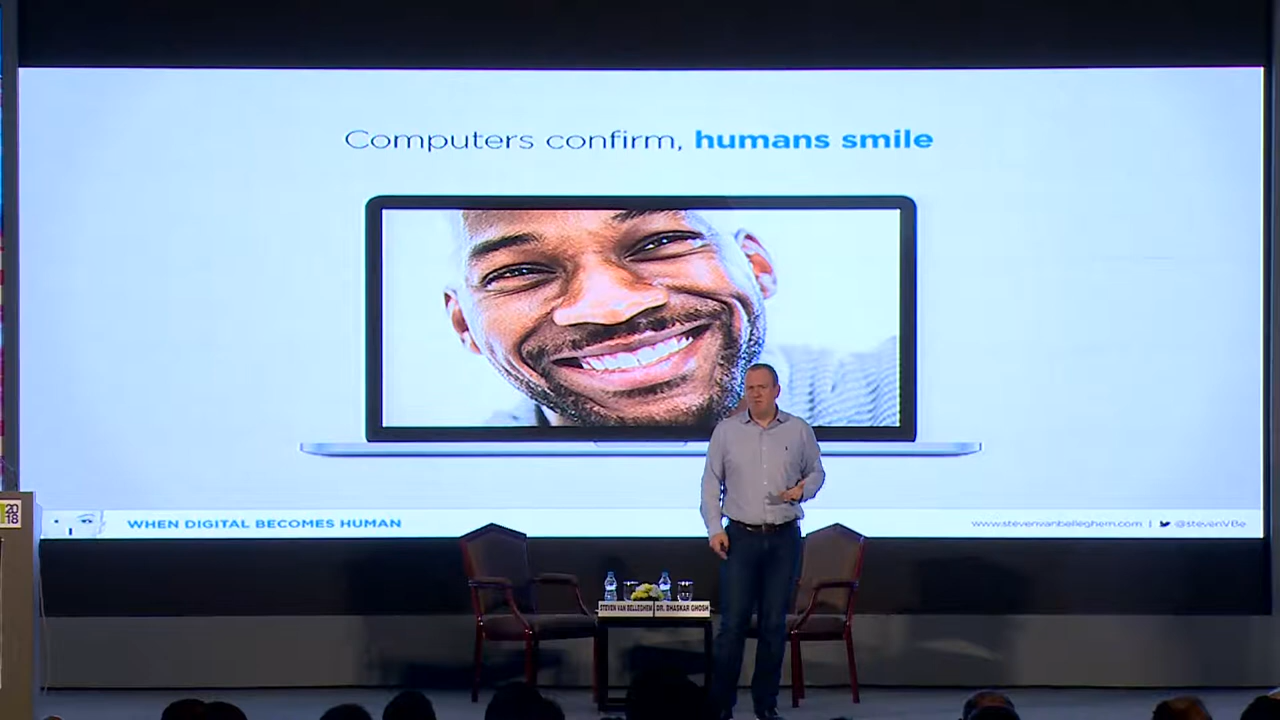 Computers confirm, humans smile
WHEN DIGITAL BECOMES HUMAN
www.stevenvanbelleghem.com | @stevenVBe
2018
STEVEN VAN BELLEGHEM
DR. BHASKAR GHOSH